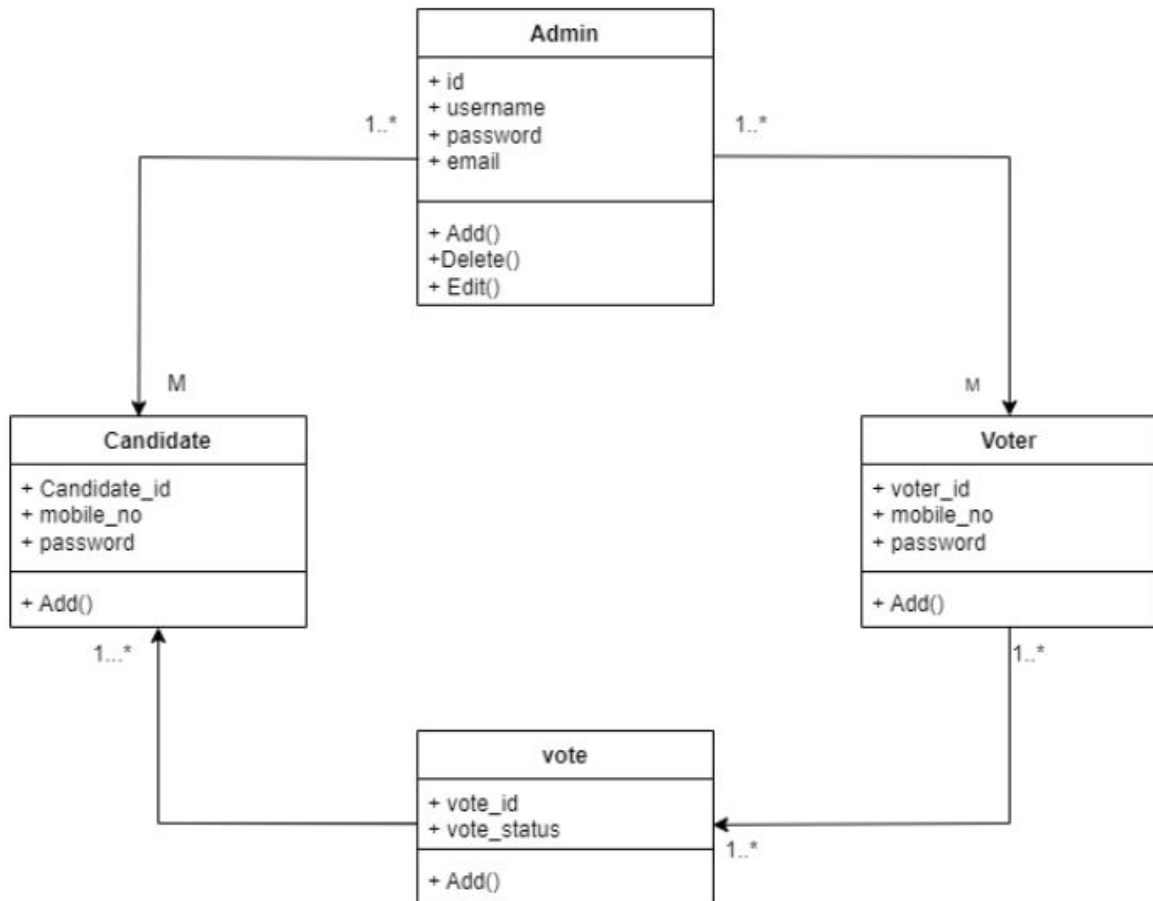 Admin
+ id
+ username
+ password
+ email
+ Add()
+Delete()
+ Edit()
1..*
1..*
M
M
Candidate
+ Candidate_id
+ mobile_no
+ password
+ Add()
Voter
+ voter_id
+ mobile_no
+ password
+ Add()
1...*
1..*
vote
+ vote_id
+ vote_status
+ Add()
1..*